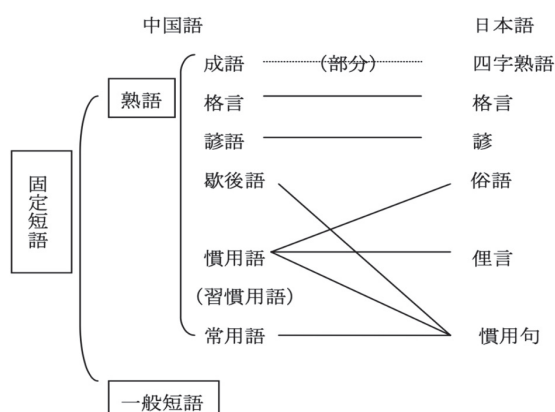 中国語 日本語
成語 （部分） 四字熟語
熟語
格言 格言
諺語 諺
固定短語
歇後語 俗語
慣用語 俚言
（習慣用語）
常用語 慣用句
一般短語